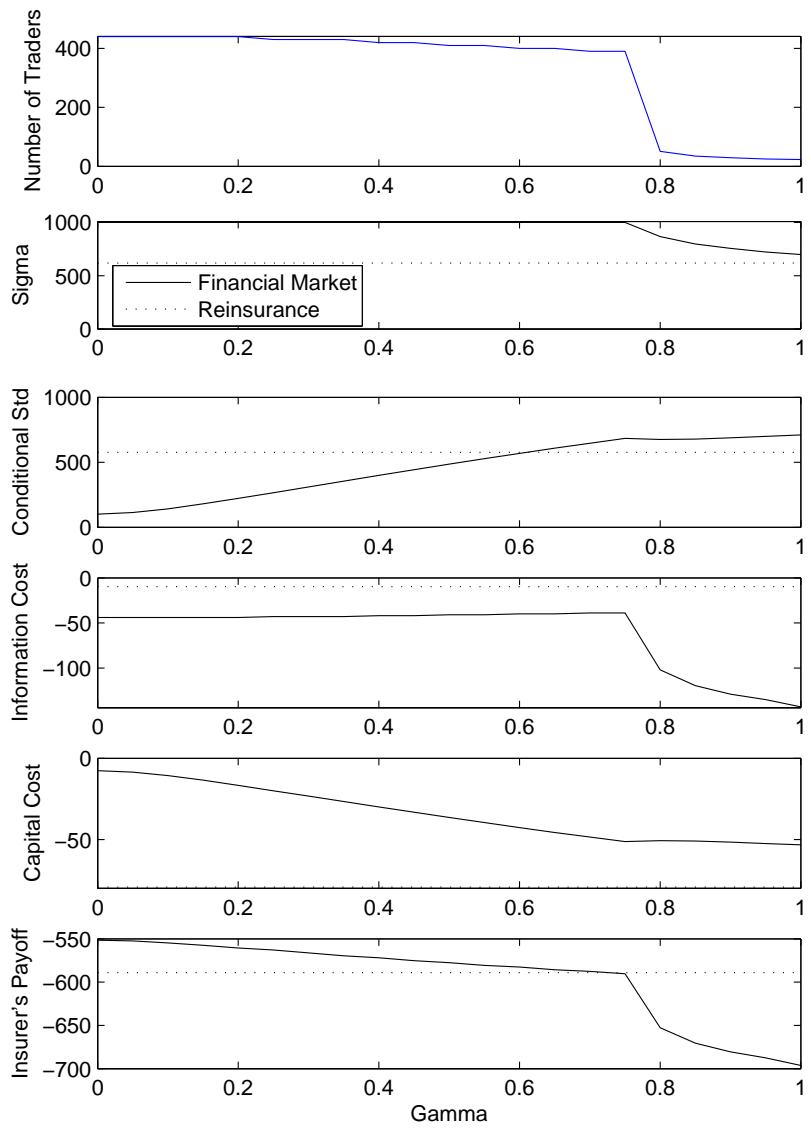 Number of Traders
400
200
0
0 0.2 0.4 0.6 0.8 1
Sigma
1000
500
0
Financial Market
Reinsurance
0 0.2 0.4 0.6 0.8 1
Conditional Std
1000
500
0
0 0.2 0.4 0.6 0.8 1
Information Cost
0
−50
−100
0 0.2 0.4 0.6 0.8 1
Capital Cost
0
−50
0 0.2 0.4 0.6 0.8 1
Insurer's Payoff
−550
−600
−650
−700
0 0.2 0.4 0.6 0.8 1
Gamma